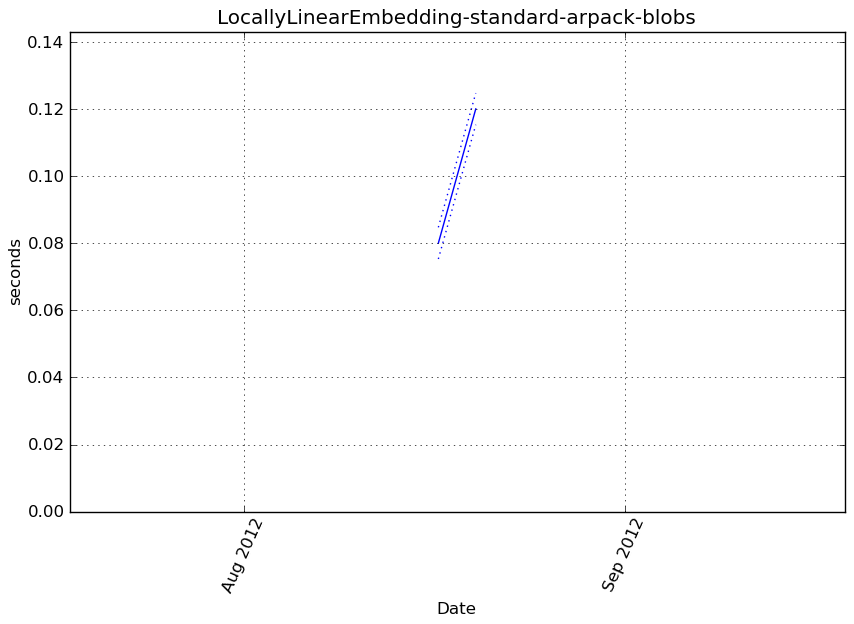 LocallyLinearEmbedding-standard-arpack-blobs
0.14
0.12
0.10
0.08
0.06
0.04
0.02
0.00
seconds
Aug 2012
Sep 2012
Date